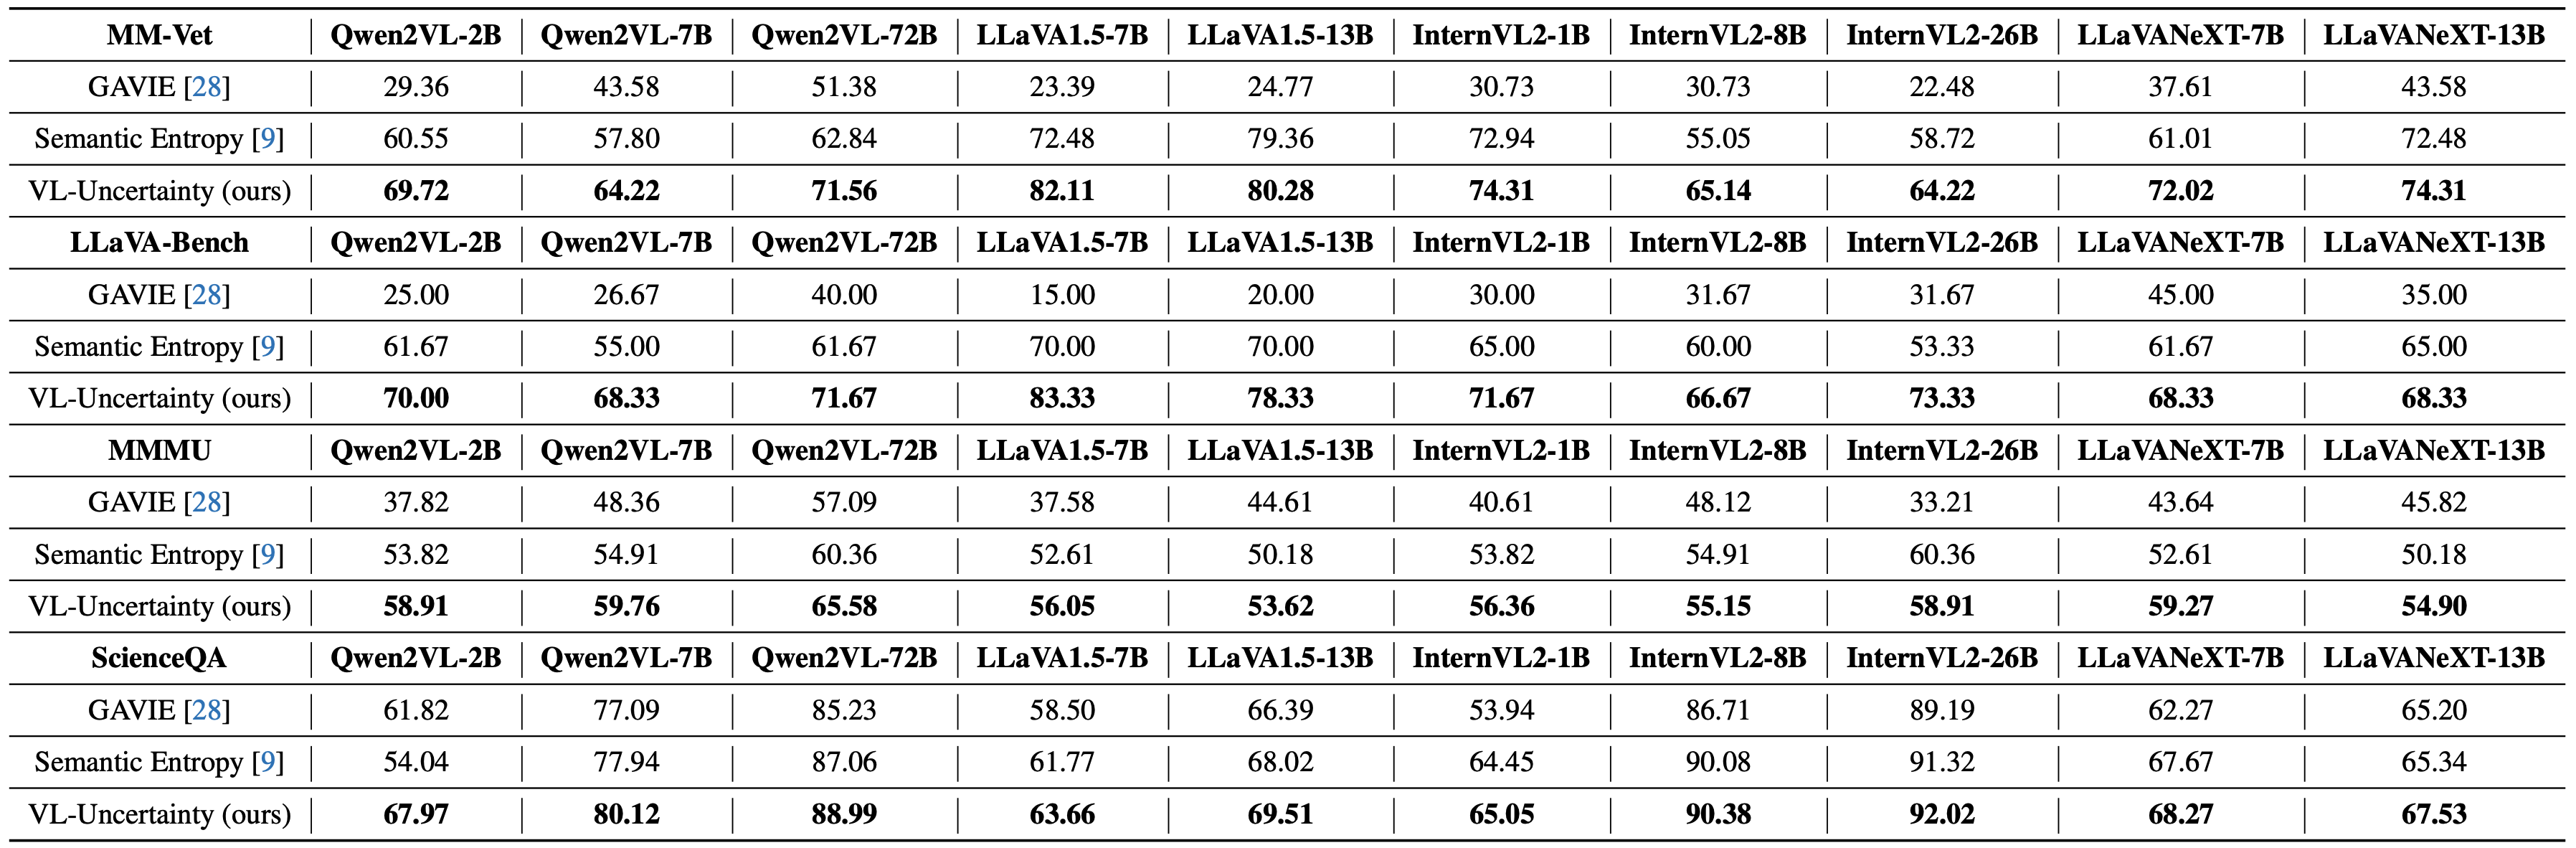 MM-Vet Qwen2VL-2B Qwen2VL-7B Qwen2VL-72B LLaVA1.5-7B LLaVA1.5-13B InternVL2-1B InternVL2-8B InternVL2-26B LLaVANeXT-7B LLaVANeXT-13B
GAVIE [28] 29.36 43.58 51.38 23.39 24.77 30.73 30.73 22.48 37.61 43.58
Semantic Entropy [9] 60.55 57.80 62.84 72.48 79.36 72.94 55.05 58.72 61.01 72.48
VL-Uncertainty (ours) 69.72 64.22 71.56 82.11 80.28 74.31 65.14 64.22 72.02 74.31
LLaVA-Bench Qwen2VL-2B Qwen2VL-7B Qwen2VL-72B LLaVA1.5-7B LLaVA1.5-13B InternVL2-1B InternVL2-8B InternVL2-26B LLaVANeXT-7B LLaVANeXT-13B
GAVIE [28] 25.00 26.67 40.00 15.00 20.00 30.00 31.67 31.67 45.00 35.00
Semantic Entropy [9] 61.67 55.00 61.67 70.00 70.00 65.00 60.00 53.33 61.67 65.00
VL-Uncertainty (ours) 70.00 68.33 71.67 83.33 78.33 71.67 66.67 73.33 68.33 68.33
MMMU Qwen2VL-2B Qwen2VL-7B Qwen2VL-72B LLaVA1.5-7B LLaVA1.5-13B InternVL2-1B InternVL2-8B InternVL2-26B LLaVANeXT-7B LLaVANeXT-13B
GAVIE [28] 37.82 48.36 57.09 37.58 44.61 40.61 48.12 33.21 43.64 45.82
Semantic Entropy [9] 53.82 54.91 60.36 52.61 50.18 53.82 54.91 60.36 52.61 50.18
VL-Uncertainty (ours) 58.91 59.76 65.58 56.05 53.62 56.36 55.15 58.91 59.27 54.90
ScienceQA Qwen2VL-2B Qwen2VL-7B Qwen2VL-72B LLaVA1.5-7B LLaVA1.5-13B InternVL2-1B InternVL2-8B InternVL2-26B LLaVANeXT-7B LLaVANeXT-13B
GAVIE [28] 61.82 77.09 85.23 58.50 66.39 53.94 86.71 89.19 62.27 65.20
Semantic Entropy [9] 54.04 77.94 87.06 61.77 68.02 64.45 90.08 91.32 67.67 65.34
VL-Uncertainty (ours) 67.97 80.12 88.99 63.66 69.51 65.05 90.38 92.02 68.27 67.53